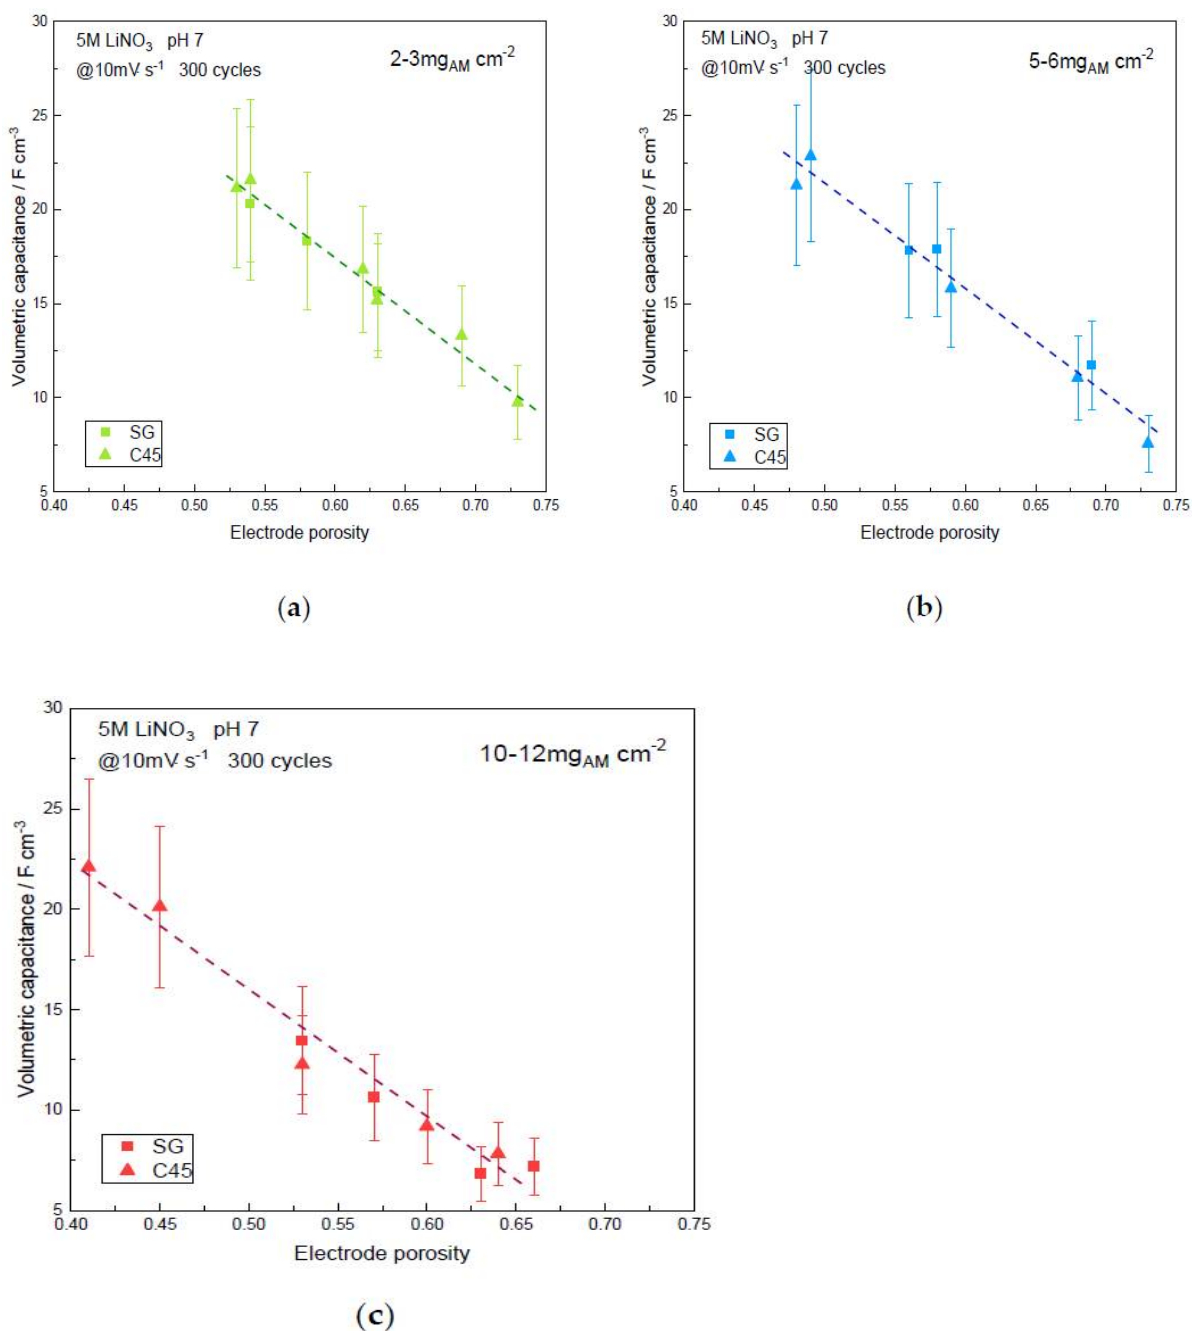 5M LiNO3 pH 7
@10mV s-1 300 cycles
2-3mgAM cm-2
Volumetric capacitance / F cm-3
30
25
20
15
10
5
SG
C45
0.40 0.45 0.50 0.55 0.60 0.65 0.70 0.75
Electrode porosity
(a)
5M LiNO3 pH 7
@10mV s-1 300 cycles
5-6mgAM cm-2
Volumetric capacitance / F cm-3
30
25
20
15
10
5
SG
C45
0.40 0.45 0.50 0.55 0.60 0.65 0.70 0.75
Electrode porosity
(b)
5M LiNO3 pH 7
@10mV s-1 300 cycles
10-12mgAM cm-2
Volumetric capacitance / F cm-3
30
25
20
15
10
5
SG
C45
0.40 0.45 0.50 0.55 0.60 0.65 0.70 0.75
Electrode porosity
(c)